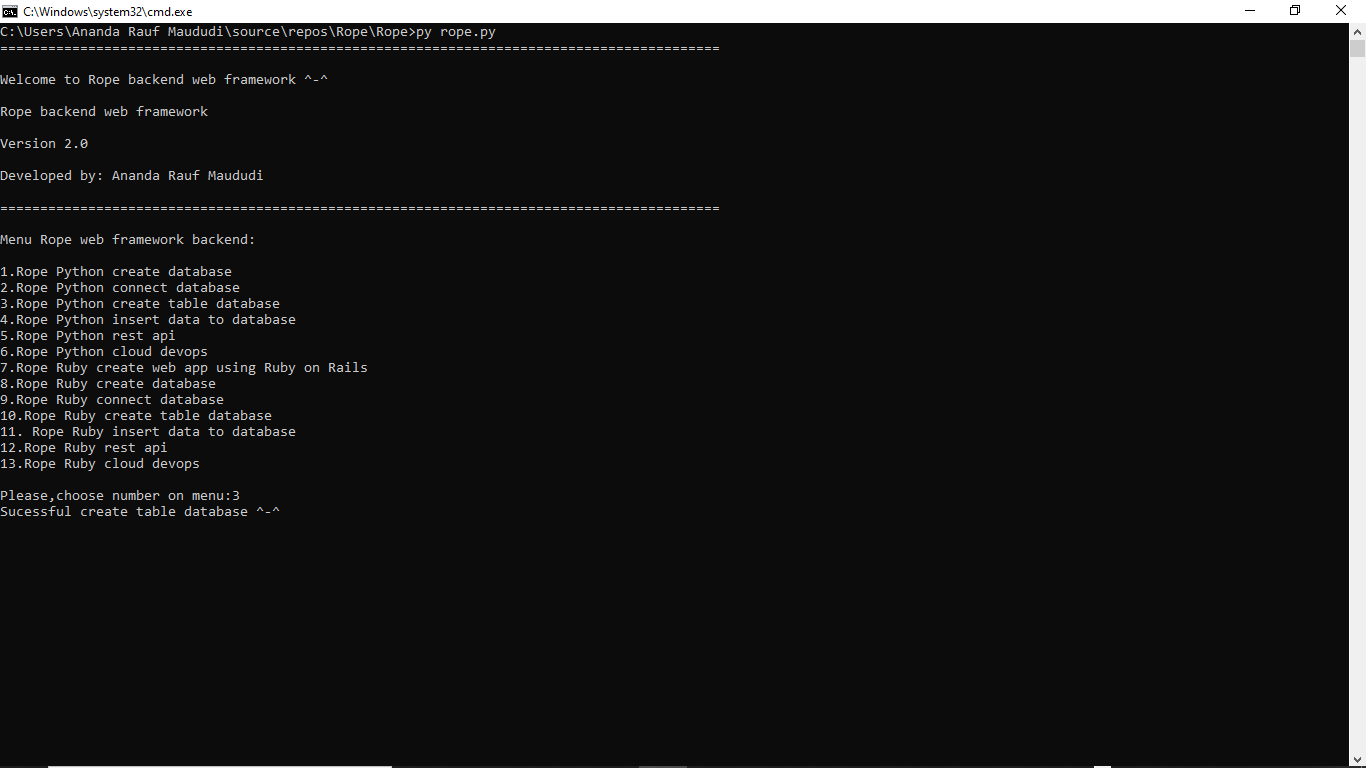 C:\Windows\system32\cmd.exe
C:\Users\Ananda Rauf Maududi\source\repos\Rope\Rope>py rope.py
==========================================================================================
Welcome to Rope backend web framework ^-^
Rope backend web framework
Version 2.0
Developed by: Ananda Rauf Maududi
==========================================================================================
Menu Rope web framework backend:
1.Rope Python create database
2.Rope Python connect database
3.Rope Python create table database
4.Rope Python insert data to database
5.Rope Python rest api
6.Rope Python cloud devops
7.Rope Ruby create web app using Ruby on Rails
8.Rope Ruby create database
9.Rope Ruby connect database
10.Rope Ruby create table database
11. Rope Ruby insert data to database
12.Rope Ruby rest api
13.Rope Ruby cloud devops
Please,choose number on menu:3
Sucessful create table database ^-^